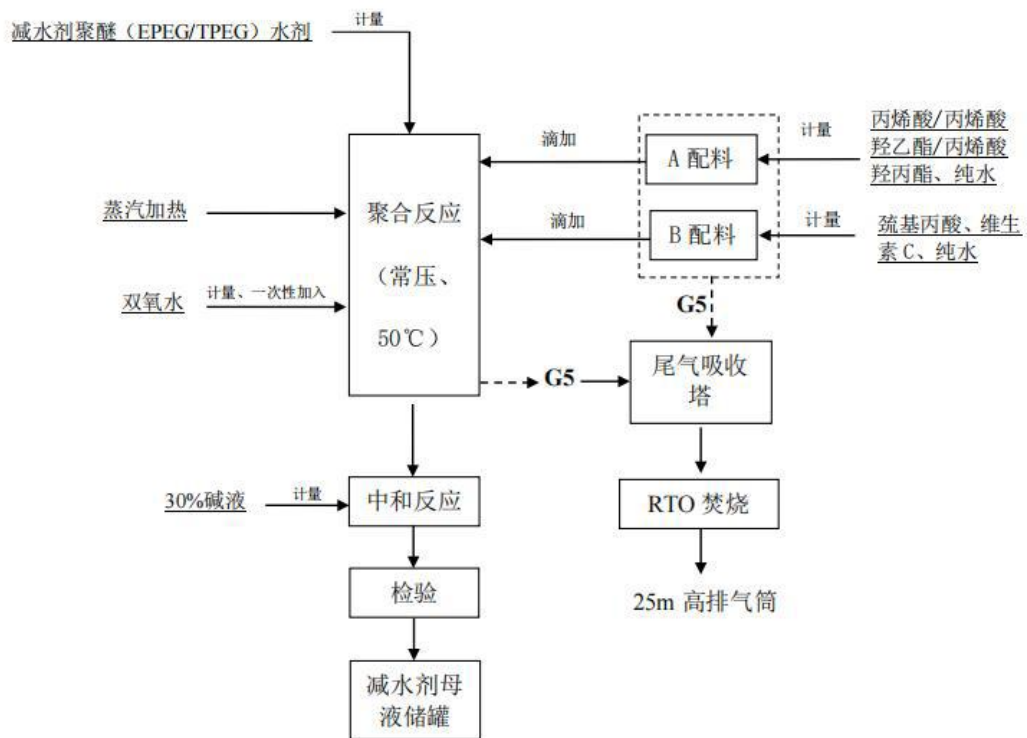 减水剂聚醚（EPEG/TPEG）水剂
计量
丙烯酸/丙烯酸
羟乙酯/丙烯酸
羟丙酯、纯水
计量
A 配料
滴加
聚合反应
（常压、
50℃）
蒸汽加热
滴加
B 配料
计量
巯基丙酸、维生
素 C、纯水
双氧水
计量、一次性加入
G5
G5
尾气吸收
塔
30%碱液
计量
中和反应
RTO 焚烧
检验
25m 高排气筒
减水剂母
液储罐